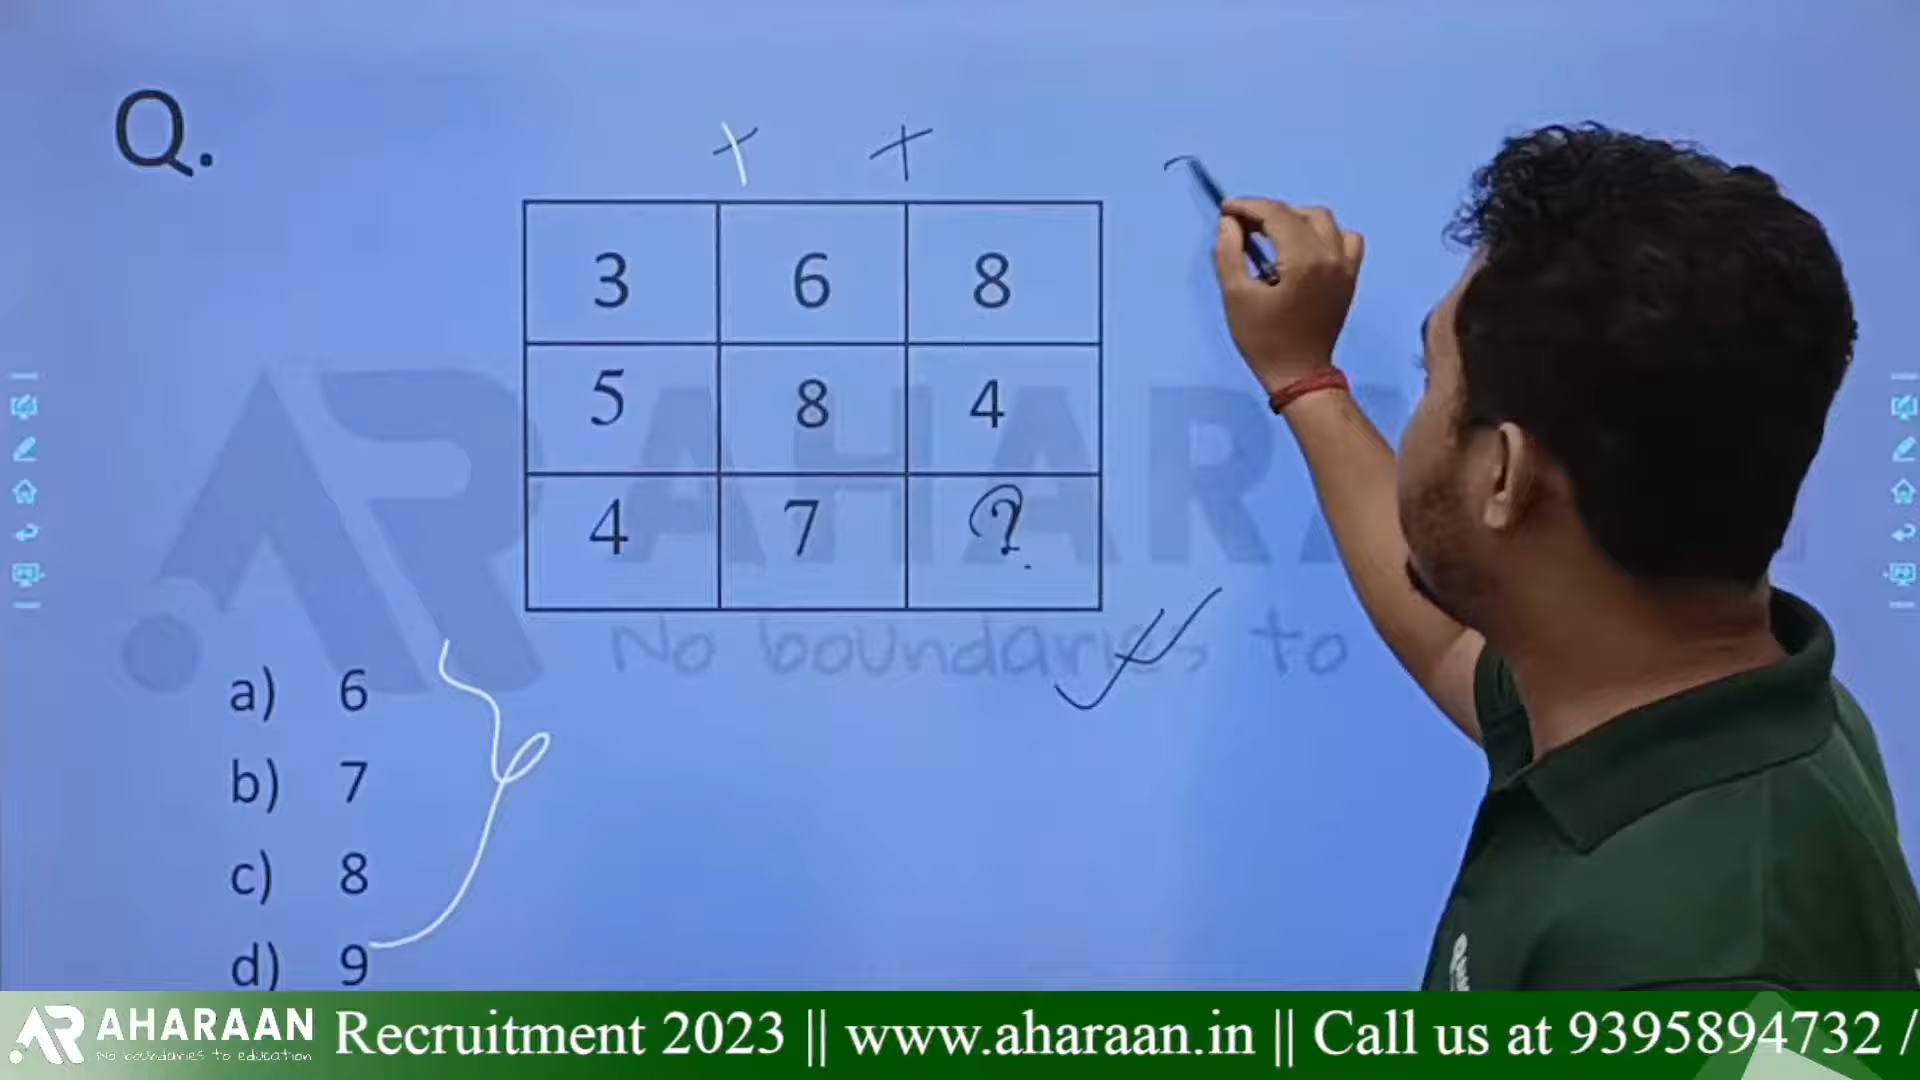 Q.
+ +
3 6 8
5 8 4
4 7 ?
AHARA
No boundaries to
a) 6
b) 7
c) 8
d) 9
AHARAAN
No boundaries to education
Recruitment 2023 || www.aharaan.in || Call us at 9395894732 /